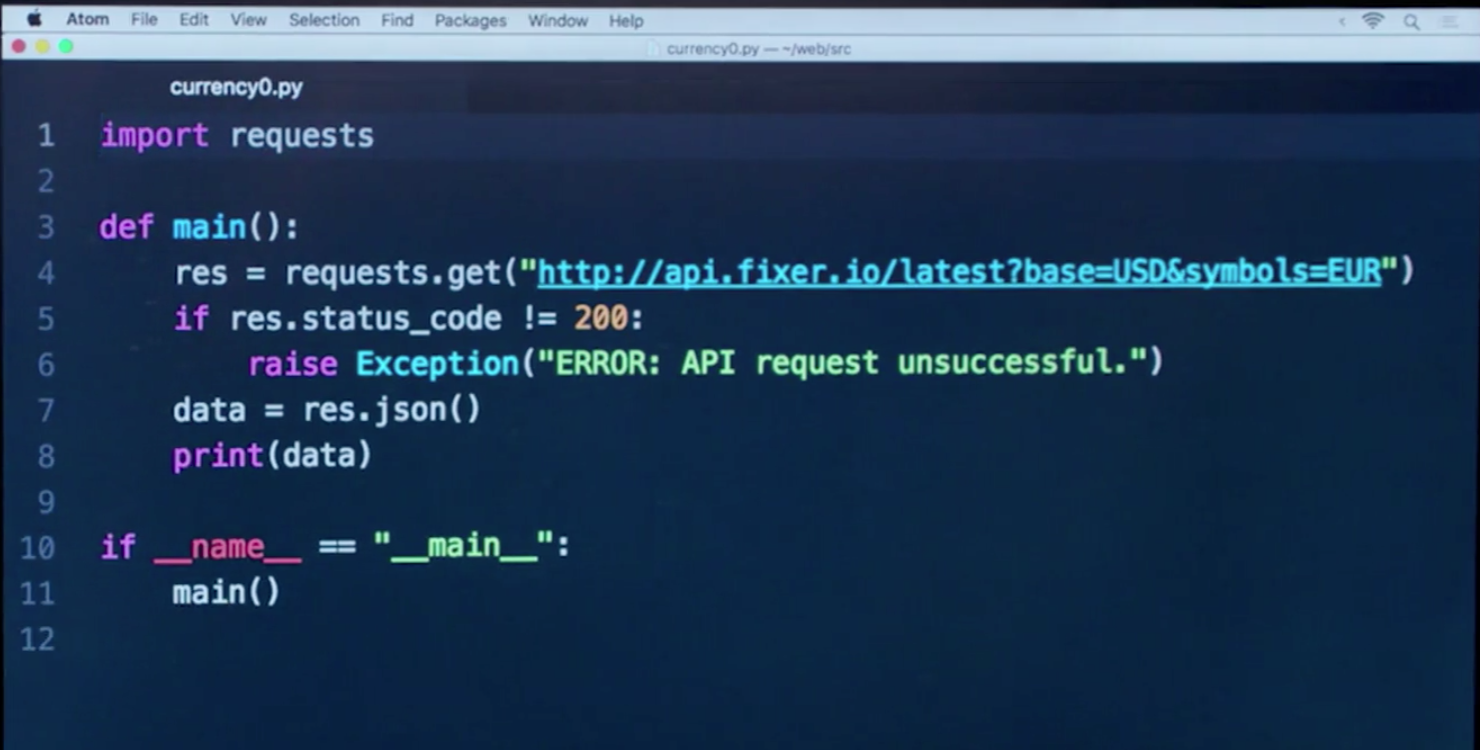 Atom File Edit View Selection Find Packages Window Help
currency0.py — ~/web/src
currency0.py
1 import requests
2
3 def main():
4     res = requests.get("http://api.fixer.io/latest?base=USD&symbols=EUR")
5     if res.status_code != 200:
6         raise Exception("ERROR: API request unsuccessful.")
7     data = res.json()
8     print(data)
9
10 if __name__ == "__main__":
11     main()
12